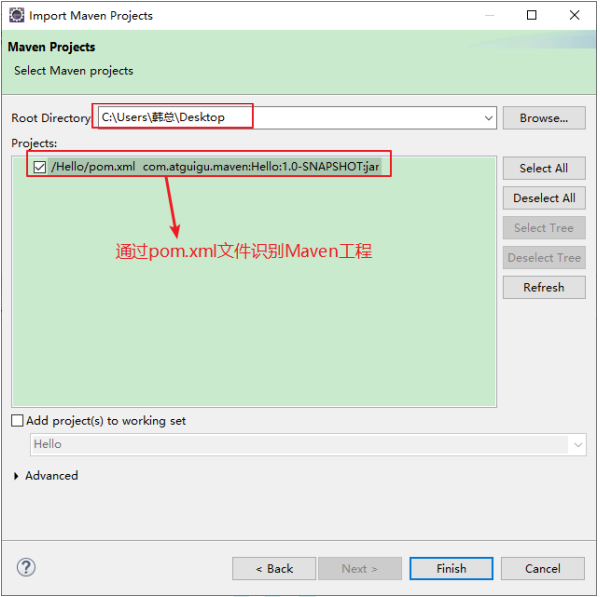 Import Maven Projects
Maven Projects
Select Maven projects
Root Directory: C:\Users\韩总\Desktop Browse...
Projects:
/Hello/pom.xml com.atguigu.maven:Hello:1.0-SNAPSHOT:jar
Select All
Deselect All
Select Tree
Deselect Tree
Refresh
通过pom.xml文件识别Maven工程
Add project(s) to working set
Hello
Advanced
? < Back Next > Finish Cancel